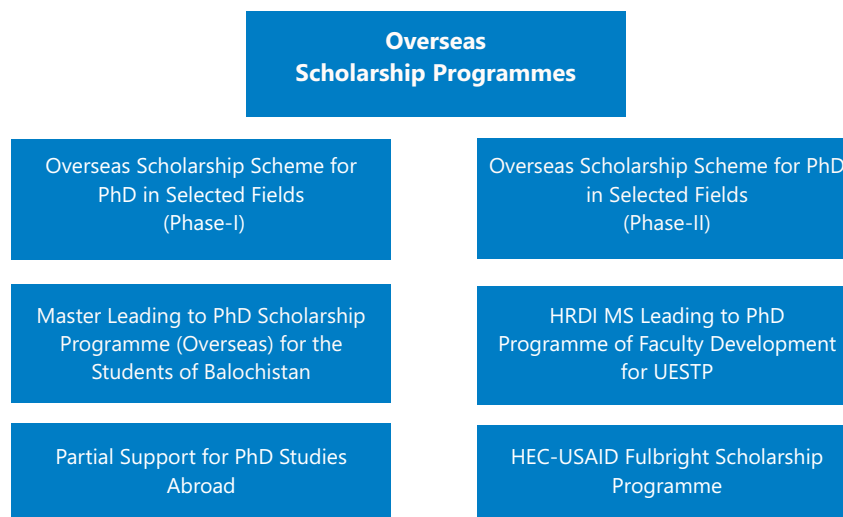 Overseas
Scholarship Programmes
Overseas Scholarship Scheme for
PhD in Selected Fields
(Phase-I)
Overseas Scholarship Scheme for PhD
in Selected Fields
(Phase-II)
Master Leading to PhD Scholarship
Programme (Overseas) for the
Students of Balochistan
HRDI MS Leading to PhD
Programme of Faculty Development
for UESTP
Partial Support for PhD Studies
Abroad
HEC-USAID Fulbright Scholarship
Programme